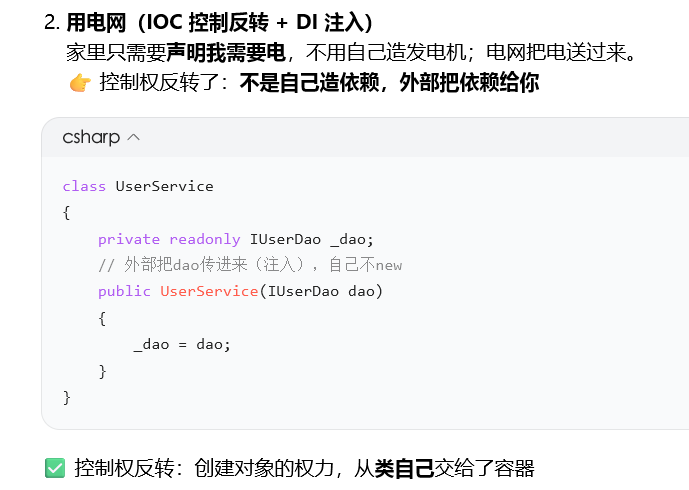 2. 用电网（IOC 控制反转 + DI 注入）
家里只需要声明我需要电，不用自己造发电机；电网把电送过来。
👉 控制权反转了：不是自己造依赖，外部把依赖给你
csharp
class UserService
{
    private readonly IUserDao _dao;
    // 外部把dao传进来（注入），自己不new
    public UserService(IUserDao dao)
    {
        _dao = dao;
    }
}
✅ 控制权反转：创建对象的权力，从类自己交给了容器